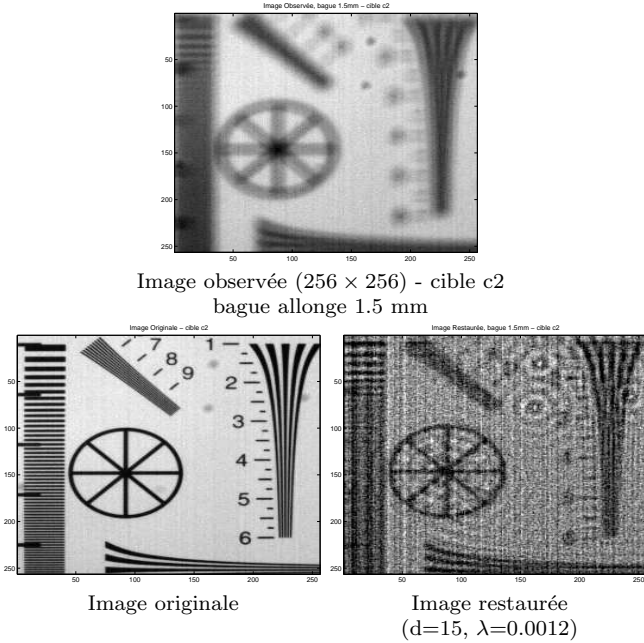 Image Observée, bague 1.5mm – cible c2
50
100
150
200
250
50 100 150 200 250
Image observée (256 × 256) - cible c2
bague allonge 1.5 mm
Image Originale – cible c2
50
100
150
200
250
50 100 150 200 250
7
8
9
1
2
3
4
5
6
Image originale
Image Restaurée, bague 1.5mm – cible c2
50
100
150
200
250
50 100 150 200 250
Image restaurée
(d=15, λ=0.0012)